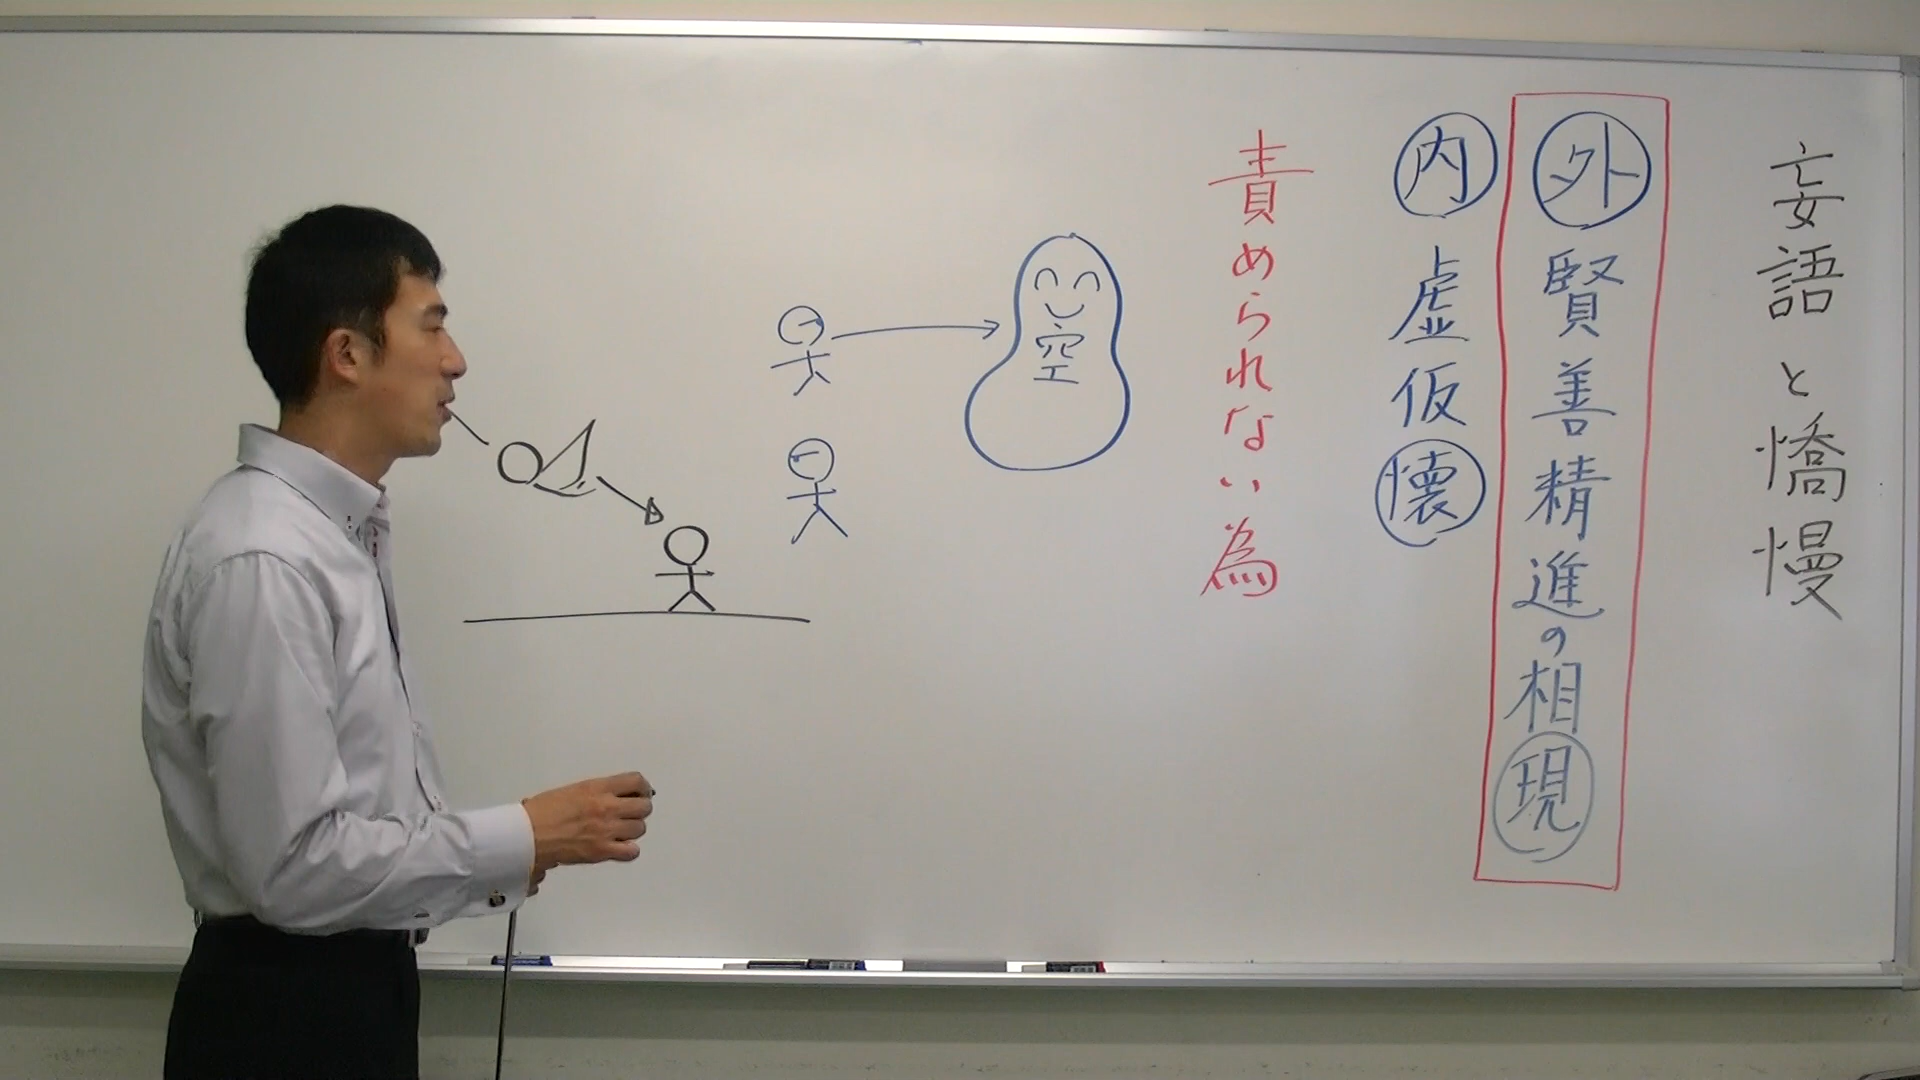 妄語と憍慢
外賢善精進の相現
内虚仮懐
責められない為
空